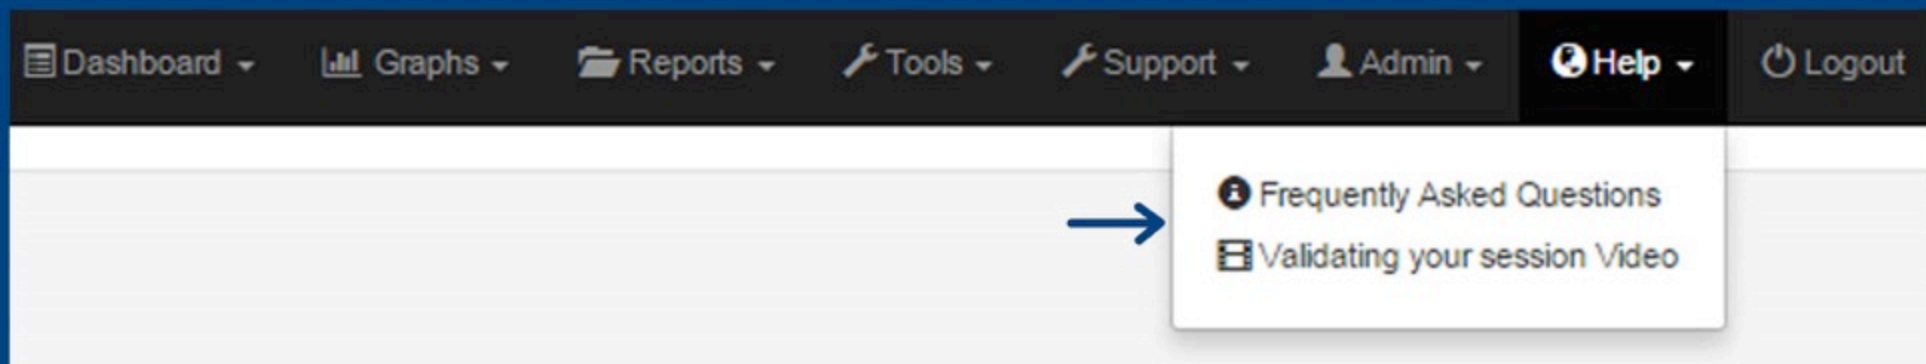 Dashboard Graphs Reports Tools Support Admin Help Logout
Frequently Asked Questions
Validating your session Video